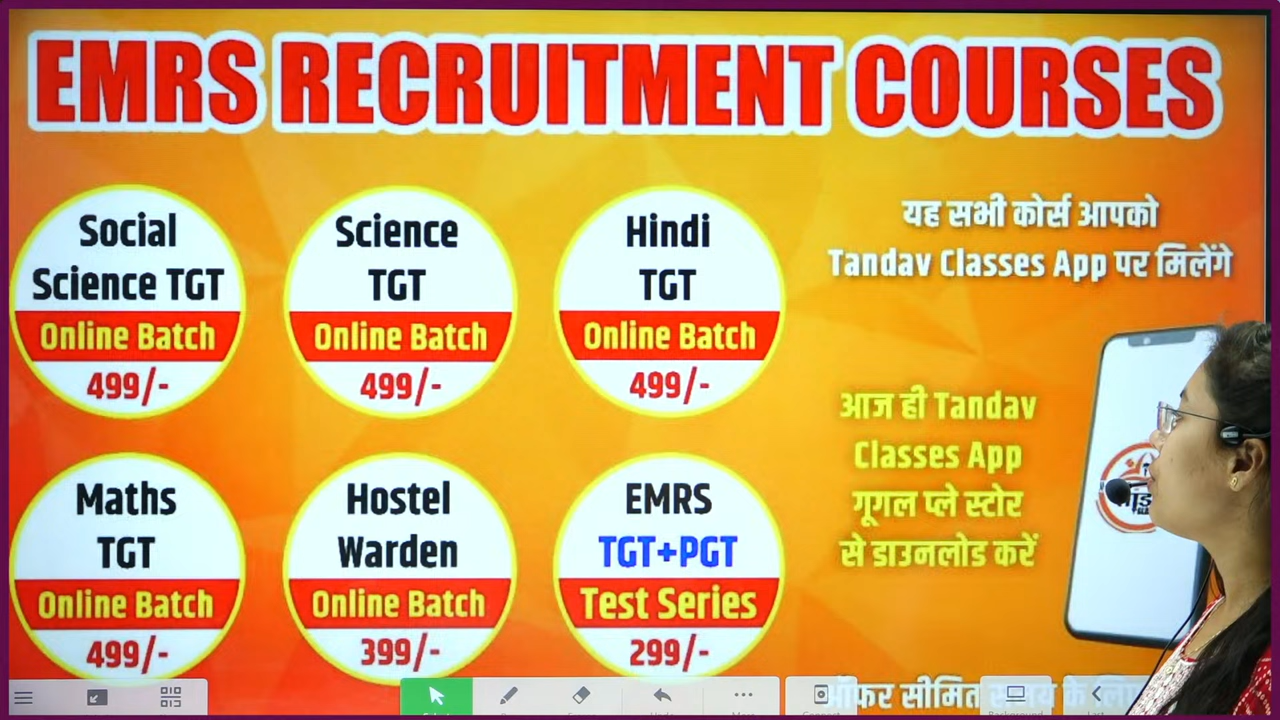 EMRS RECRUITMENT COURSES
Social
Science TGT
Online Batch
499/-
Science
TGT
Online Batch
499/-
Hindi
TGT
Online Batch
499/-
यह सभी कोर्स आपको
Tandav Classes App पर मिलेंगे
Maths
TGT
Online Batch
499/-
Hostel
Warden
Online Batch
399/-
EMRS
TGT+PGT
Test Series
299/-
आज ही Tandav
Classes App
गूगल प्ले स्टोर
से डाउनलोड करें
ऑफर सीमित समय के